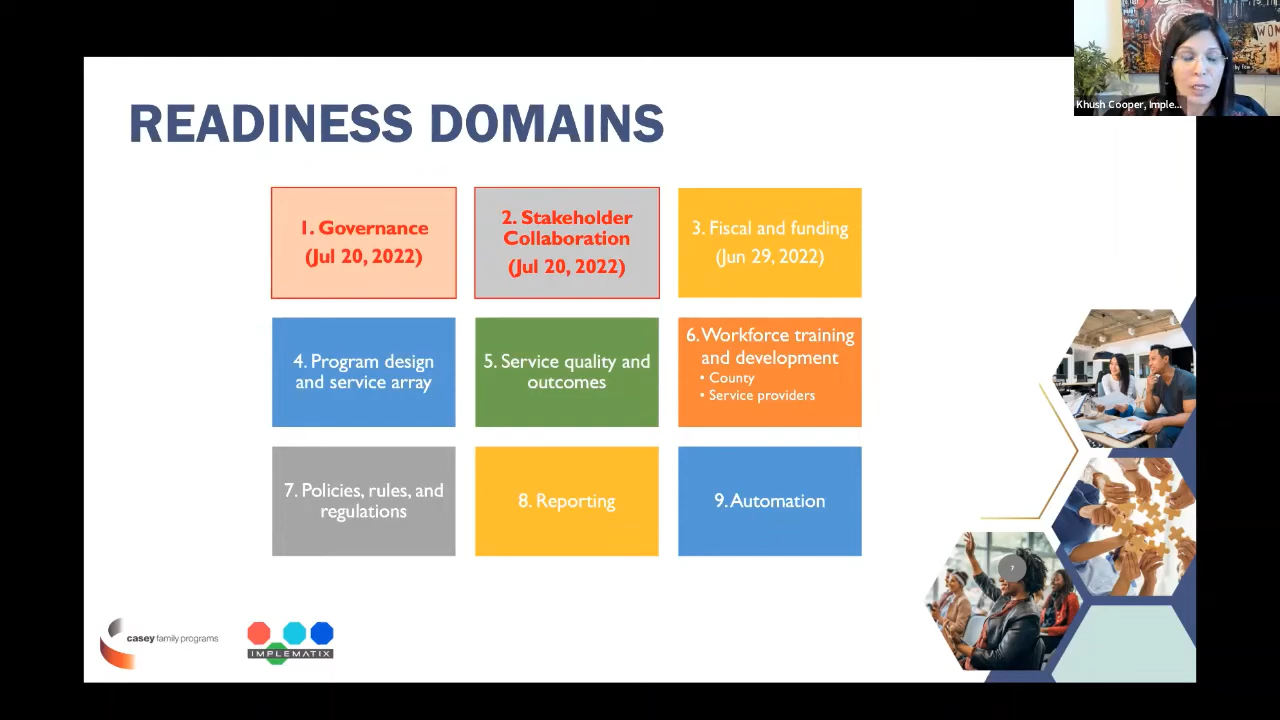 Khush Cooper, Imple...
READINESS DOMAINS
1. Governance
(Jul 20, 2022)
2. Stakeholder
Collaboration
(Jul 20, 2022)
3. Fiscal and funding
(Jun 29, 2022)
4. Program design
and service array
5. Service quality and
outcomes
6. Workforce training
and development
• County
• Service providers
7. Policies, rules, and
regulations
8. Reporting
9. Automation
7
casey family programs
IMPLEMATIX